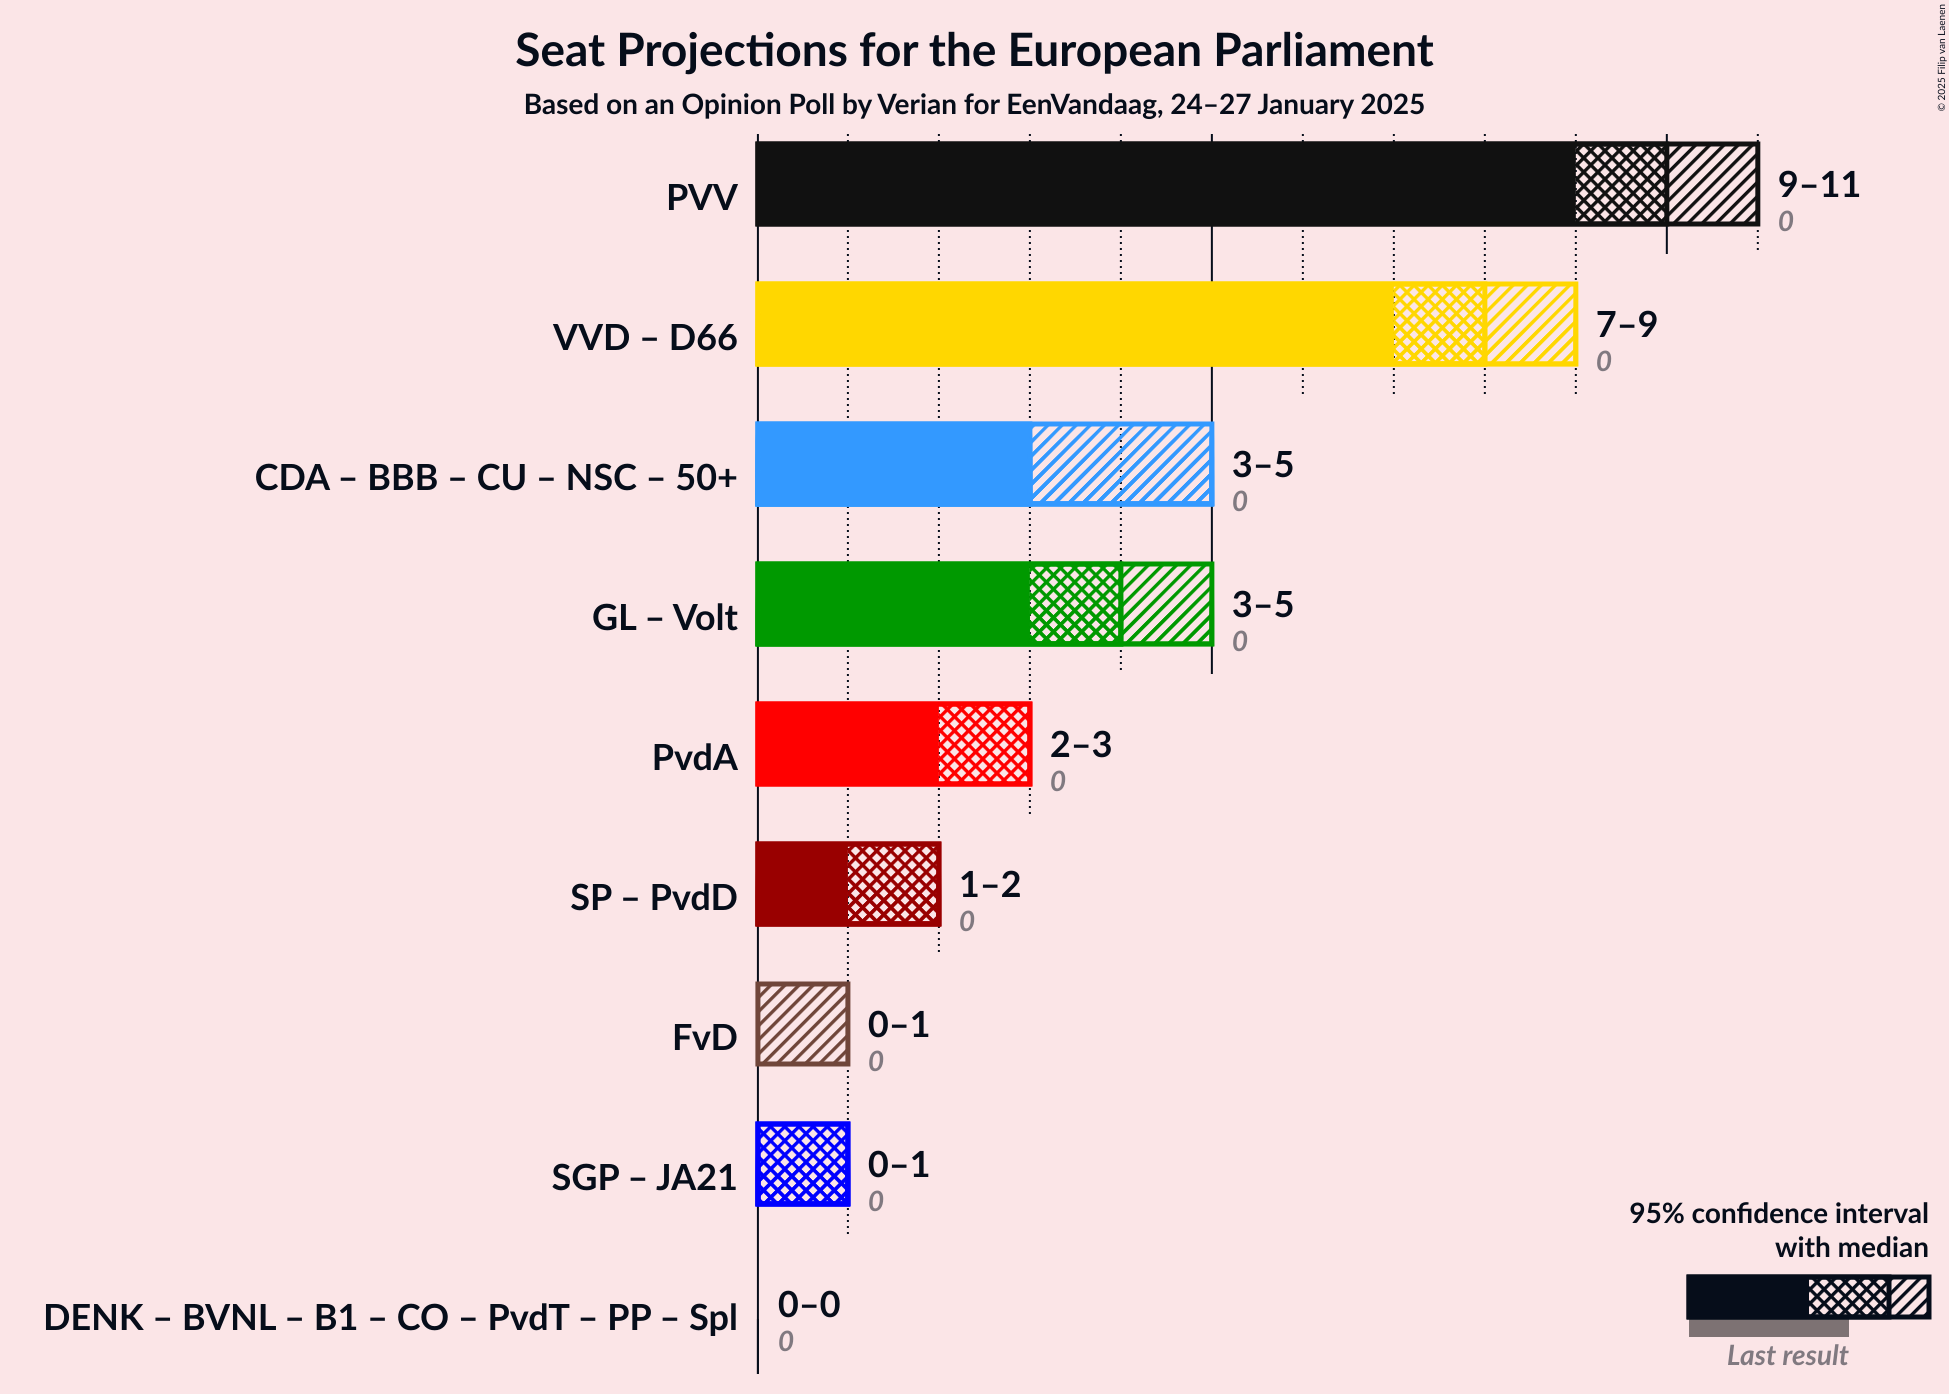 Seat Projections for the European Parliament
Based on an Opinion Poll by Verian for EenVandaag, 24–27 January 2025
© 2025 Filip van Laenen
PVV
9–11
0
VVD – D66
7–9
0
CDA – BBB – CU – NSC – 50+
3–5
0
GL – Volt
3–5
0
PvdA
2–3
0
SP – PvdD
1–2
0
FvD
0–1
0
SGP – JA21
0–1
0
DENK – BVNL – B1 – CO – PvdT – PP – Spl
0–0
0
95% confidence interval
with median
Last result